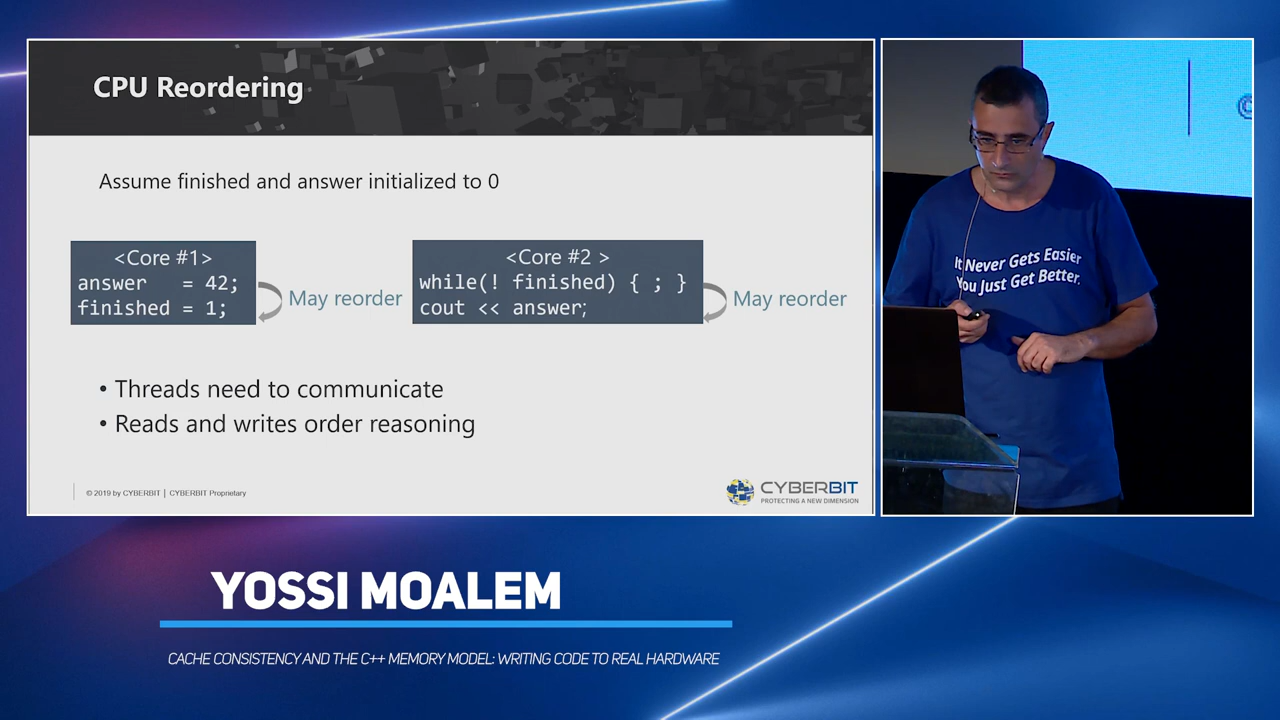 CPU Reordering
Assume finished and answer initialized to 0
<Core #1>
answer   = 42;
finished = 1;
May reorder
<Core #2 >
while(! finished) { ; }
cout << answer;
May reorder
• Threads need to communicate
• Reads and writes order reasoning
© 2019 by CYBERBIT | CYBERBIT Proprietary
CYBERBIT
PROTECTING A NEW DIMENSION
It Never Gets Easier
You Just Get Better.
YOSSI MOALEM
CACHE CONSISTENCY AND THE C++ MEMORY MODEL: WRITING CODE TO REAL HARDWARE